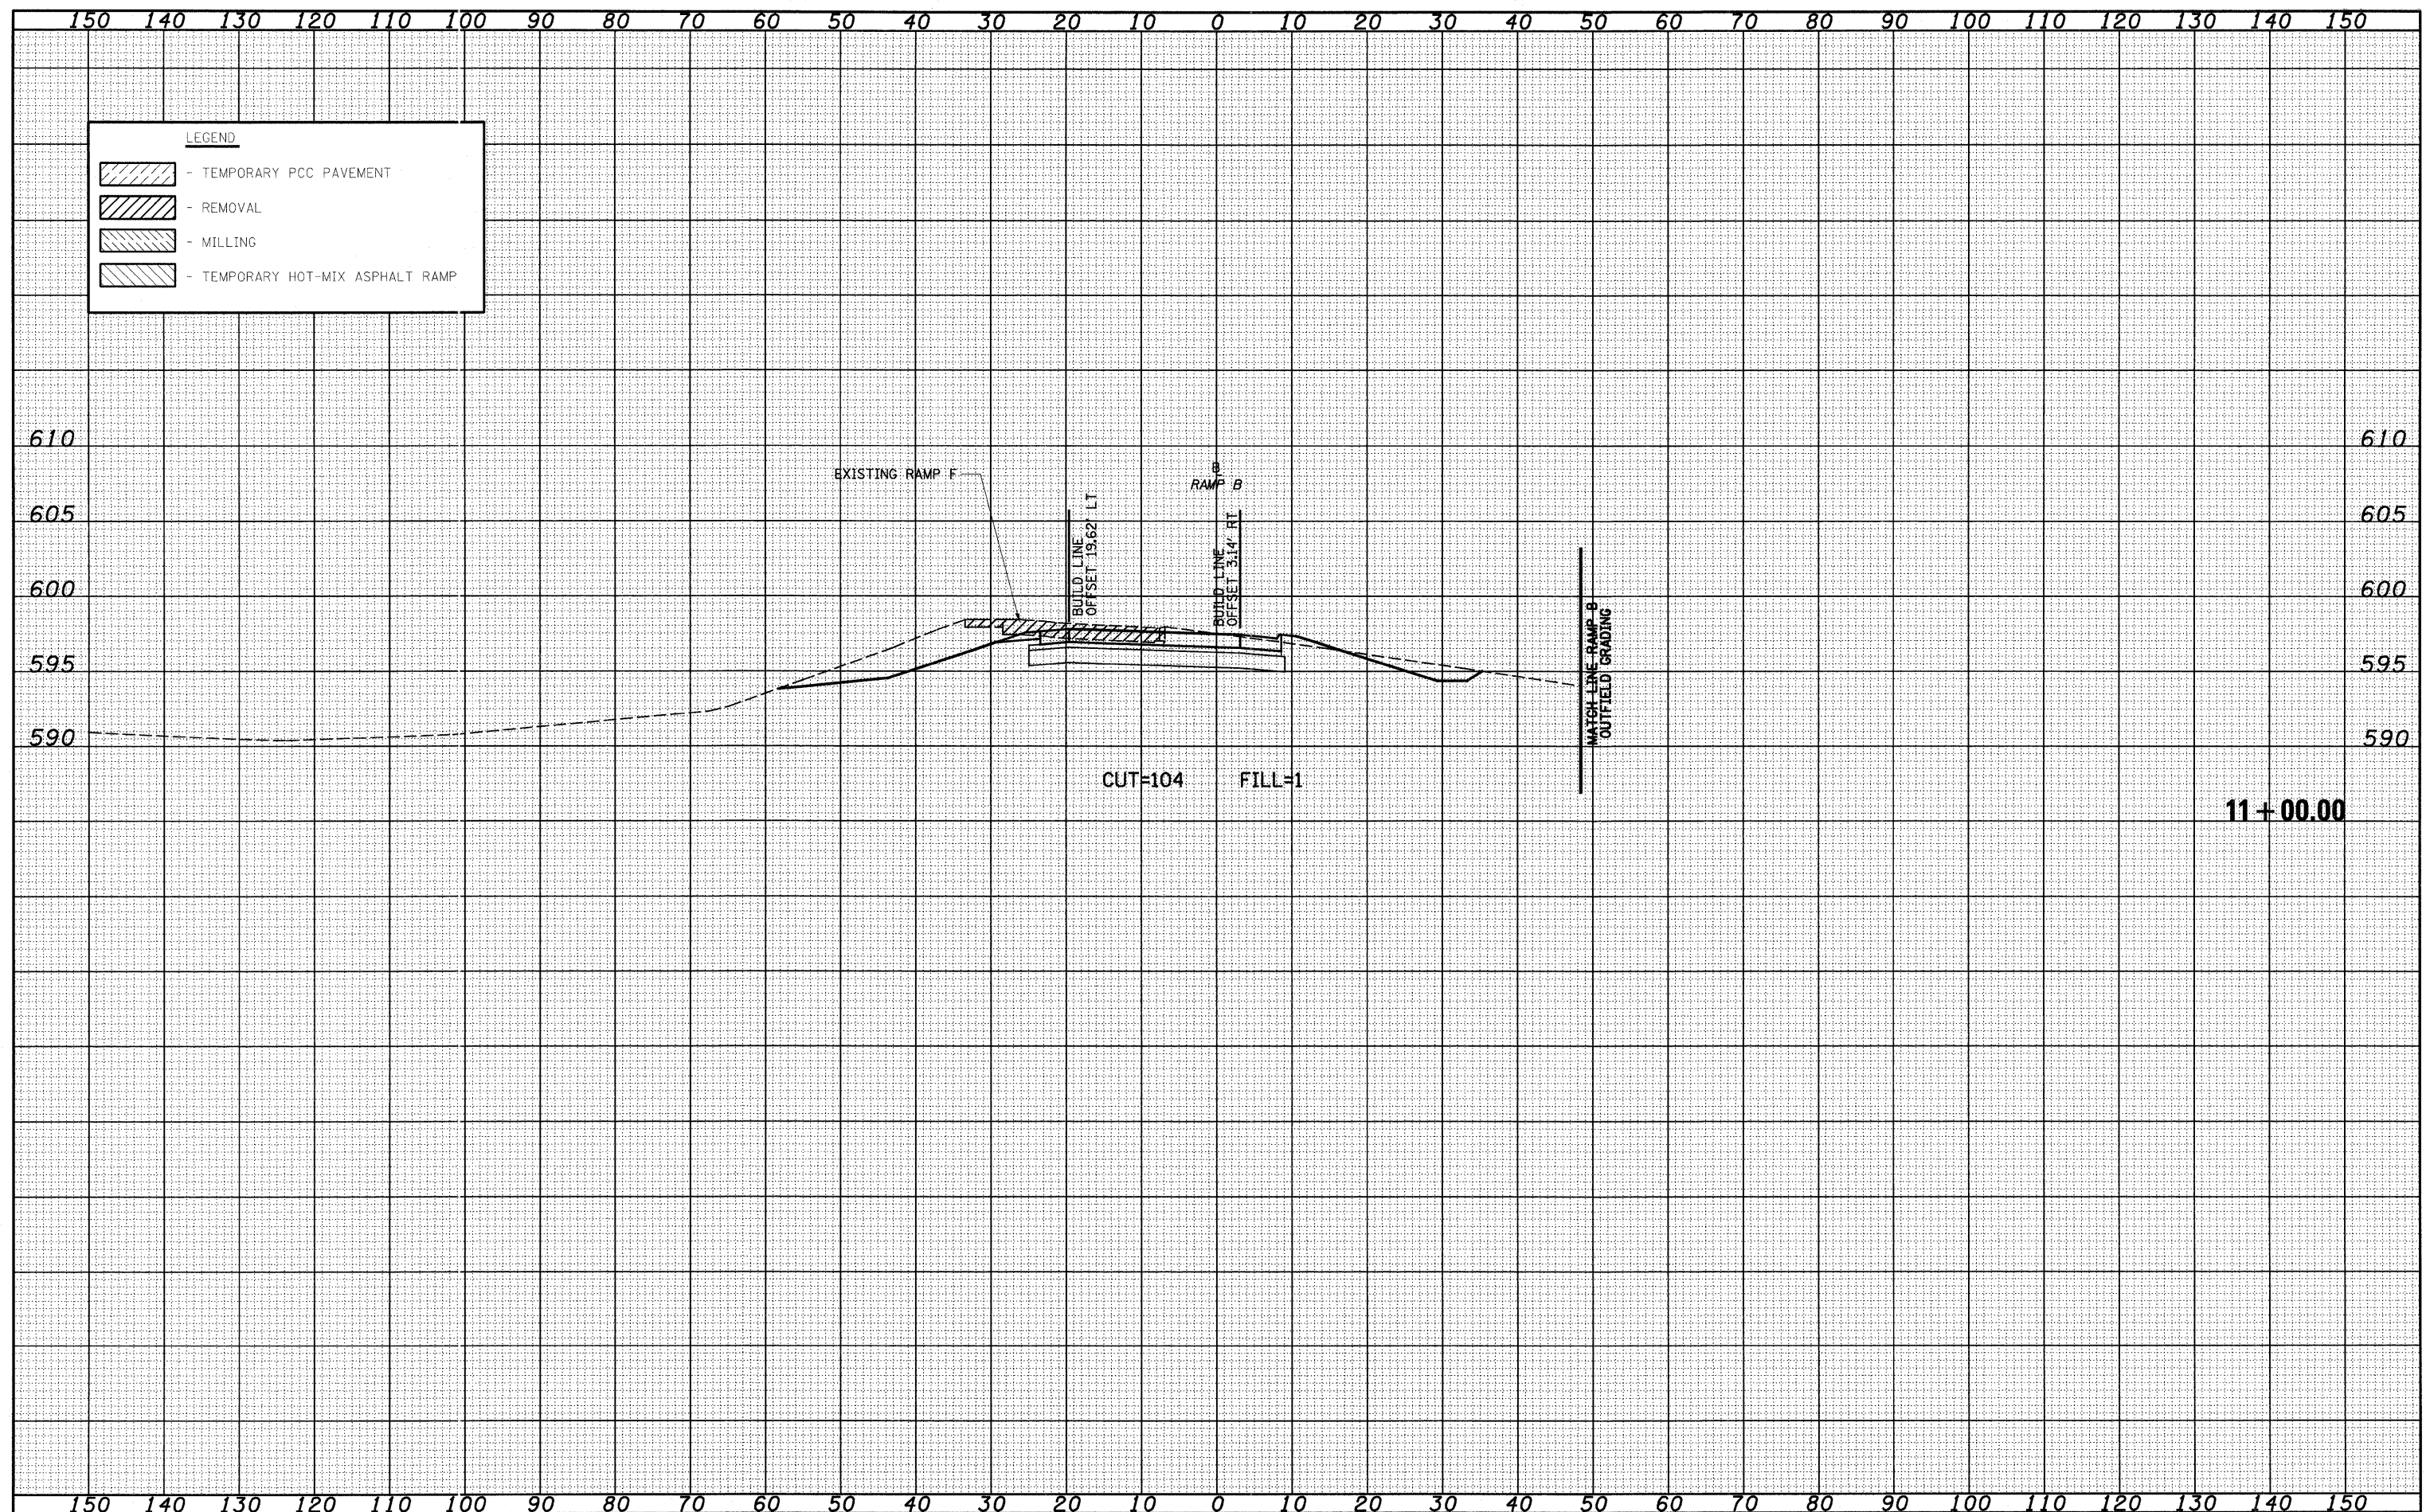 150 140 130 120 110 100 90 80 70 60 50 40 30 20 10 0 10 20 30 40 50 60 70 80 90 100 110 120 130 140 150
LEGEND
- TEMPORARY PCC PAVEMENT
- REMOVAL
- MILLING
- TEMPORARY HOT-MIX ASPHALT RAMP
610 610
EXISTING RAMP F
B
RAMP B
605 605
BUILD LINE
OFFSET 19.62' LT
BUILD LINE
OFFSET 3.14' RT
600 600
595 595
MATCH LINE RAMP B
OUTFIELD GRADING
590 590
CUT=104 FILL=1
11+00.00
150 140 130 120 110 100 90 80 70 60 50 40 30 20 10 0 10 20 30 40 50 60 70 80 90 100 110 120 130 140 150